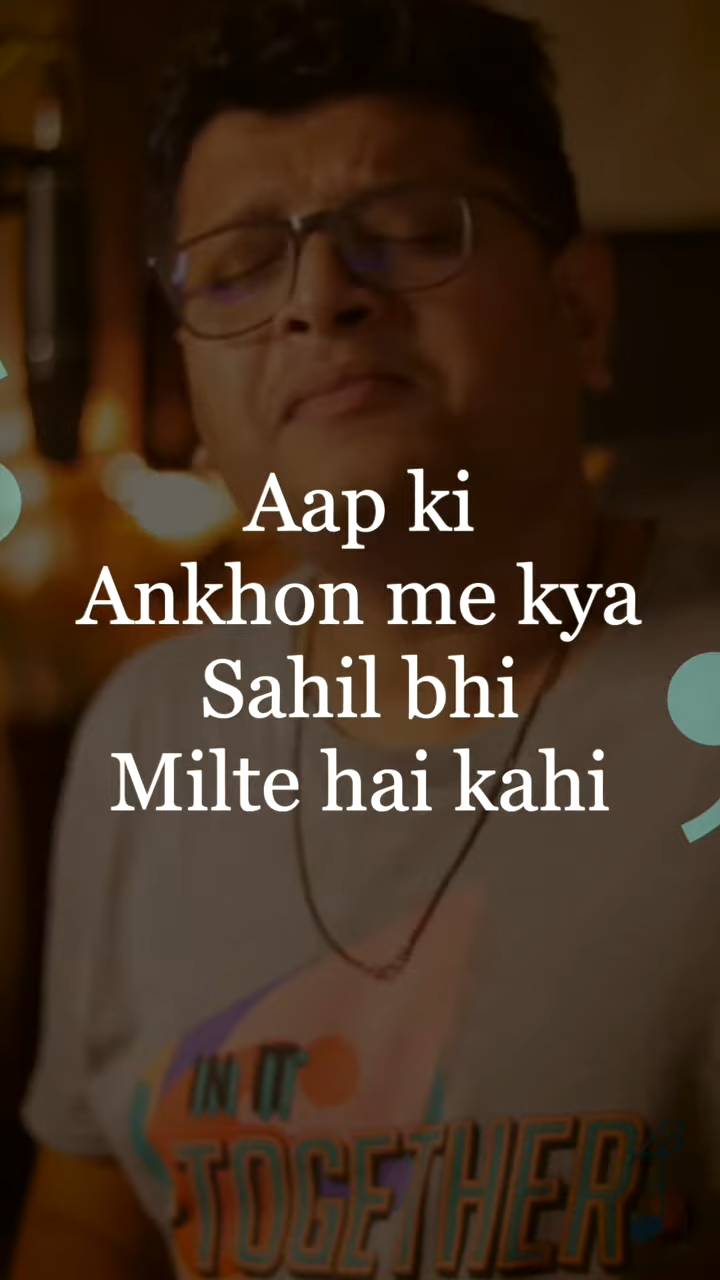 Aap ki
Ankhon me kya
Sahil bhi
Milte hai kahi
IN IT
TOGETHER